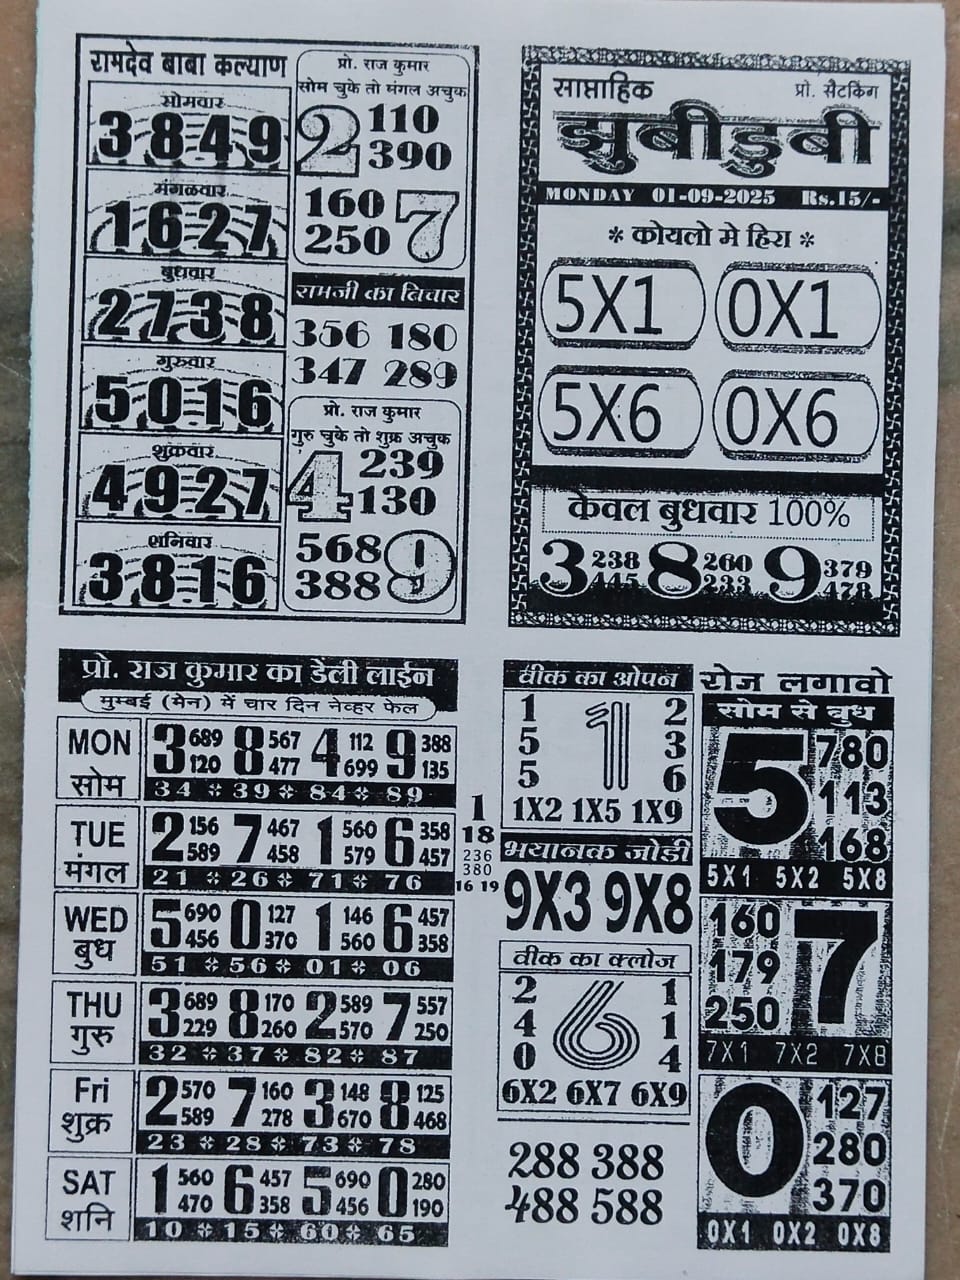 रामदेव बाबा कल्याण
सोमवार
3849
मंगळवार
1627
बुधवार
2738
गुरुवार
5016
शुक्रवार
4927
शनिवार
3816
प्रो. राज कुमार
सोम चुके तो मंगल अचुक
2 110
390
160 7
250
रामजी का विचार
356 180
347 289
प्रो. राज कुमार
गुरु चुके तो शुक्र अचुक
4 239
130
568 9
388
साप्ताहिक प्रो. सैटकिंग
झुबीडुबी
MONDAY 01-09-2025 Rs.15/-
* कोयलो मे हिरा *
5X1 0X1
5X6 0X6
केवल बुधवार 100%
3 238 8 260 9 379
445 233 478
प्रो. राज कुमार का डेली लाईन
मुम्बई (मेन) में चार दिन नेव्हर फेल
MON सोम
3 689 8 567 4 112 9 388
120 477 699 135
34 * 39 * 84 * 89
TUE मंगल
2 156 7 467 1 560 6 358
589 458 579 457
21 * 26 * 71 * 76
WED बुध
5 690 0 127 1 146 6 457
456 370 560 358
51 * 56 * 01 * 06
THU गुरु
3 689 8 170 2 589 7 557
229 260 570 250
32 * 37 * 82 * 87
Fri शुक्र
2 570 7 160 3 148 8 125
589 278 670 468
23 * 28 * 73 * 78
SAT शनि
1 560 6 457 5 690 0 280
470 358 456 190
10 * 15 * 60 * 65
1
18
236
380
16 19
वीक का ओपन
1 1 2
5 3
5 6
1X2 1X5 1X9
भयानक जोडी
9X3 9X8
वीक का क्लोज
2 6 1
4 1
0 4
6X2 6X7 6X9
288 388
488 588
रोज लगावो
सोम से बुध
5 780
113
168
5X1 5X2 5X8
160 7
179
250
7X1 7X2 7X8
0 127
280
370
0X1 0X2 0X8